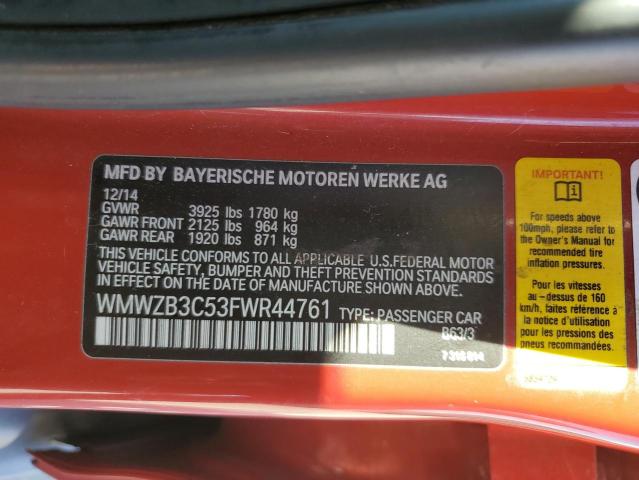 MFD BY BAYERISCHE MOTOREN WERKE AG
12/14
GVWR 3925 lbs 1780 kg
GAWR FRONT 2125 lbs 964 kg
GAWR REAR 1920 lbs 871 kg
THIS VEHICLE CONFORMS TO ALL APPLICABLE U.S.FEDERAL MOTOR
VEHICLE SAFETY, BUMPER AND THEFT PREVENTION STANDARDS
IN EFFECT ON THE DATE OF MANUFACTURE SHOWN ABOVE.
WMWZB3C53FWR44761 TYPE: PASSENGER CAR
B63/3
IMPORTANT!
For speeds above
100mph, please refer to
the Owner's Manual for
recommended tire
inflation pressures.
Pour les vitesses
au - dessus de 160
km/h, faites référence à
la notice d'utilisation
our les pressions de
pneu recommandées.